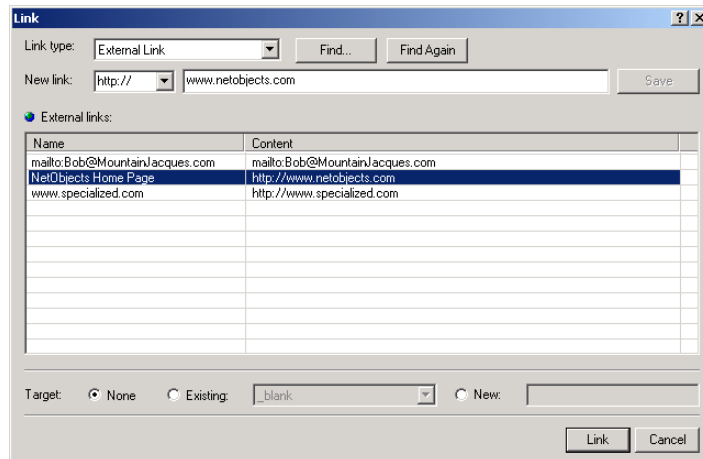 Link
Link type: External Link Find... Find Again
New link: http:// www.netobjects.com Save
External links:
Name Content
mailto:Bob@MountainJacques.com mailto:Bob@MountainJacques.com
NetObjects Home Page http://www.netobjects.com
www.specialized.com http://www.specialized.com
Target: None Existing: _blank New:
Link Cancel